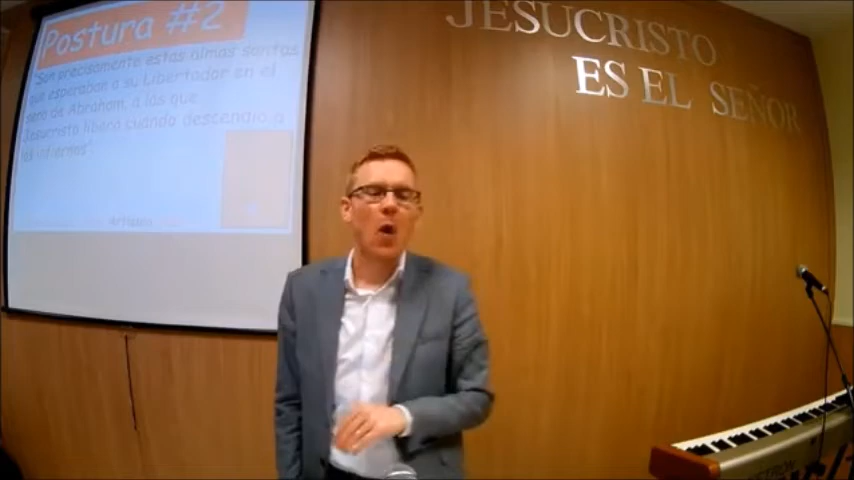 Postura #2
"Son precisamente estas almas santas
que esperaban a su Libertador en el
seno de Abraham, a las que
Jesucristo liberó cuando descendió a
los infiernos".
JESUCRISTO
ES EL SEÑOR